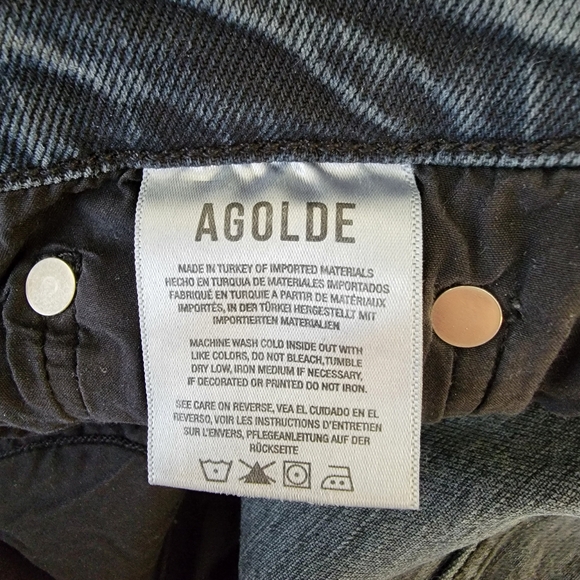 AGOLDE
MADE IN TURKEY OF IMPORTED MATERIALS
HECHO EN TURQUIA DE MATERIALES IMPORTADOS
FABRIQUÉ EN TURQUIE A PARTIR DE MATÉRIAUX
IMPORTÉS, IN DER TÜRKEI HERGESTELLT MIT
IMPORTIERTEN MATERIALIEN
MACHINE WASH COLD INSIDE OUT WITH
LIKE COLORS, DO NOT BLEACH, TUMBLE
DRY LOW, IRON MEDIUM IF NECESSARY,
IF DECORATED OR PRINTED DO NOT IRON.
SEE CARE ON REVERSE, VEA EL CUIDADO EN EL
REVERSO, VOIR LES INSTRUCTIONS D'ENTRETIEN
SUR L'ENVERS, PFLEGEANLEITUNG AUF DER
RÜCKSEITE